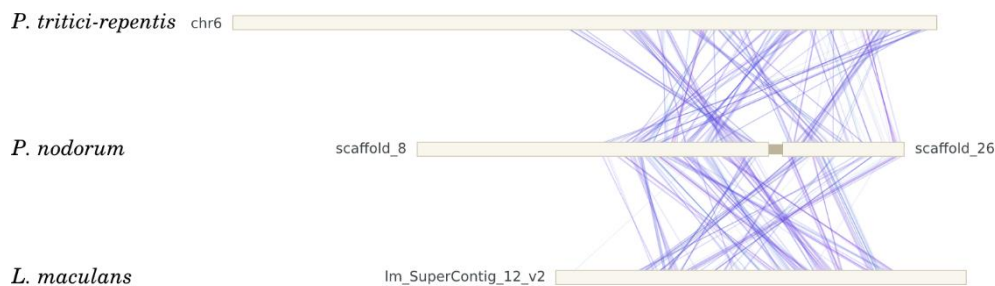 P. tritici-repentis chr6
P. nodorum scaffold_8 scaffold_26
L. maculans lm_SuperContig_12_v2